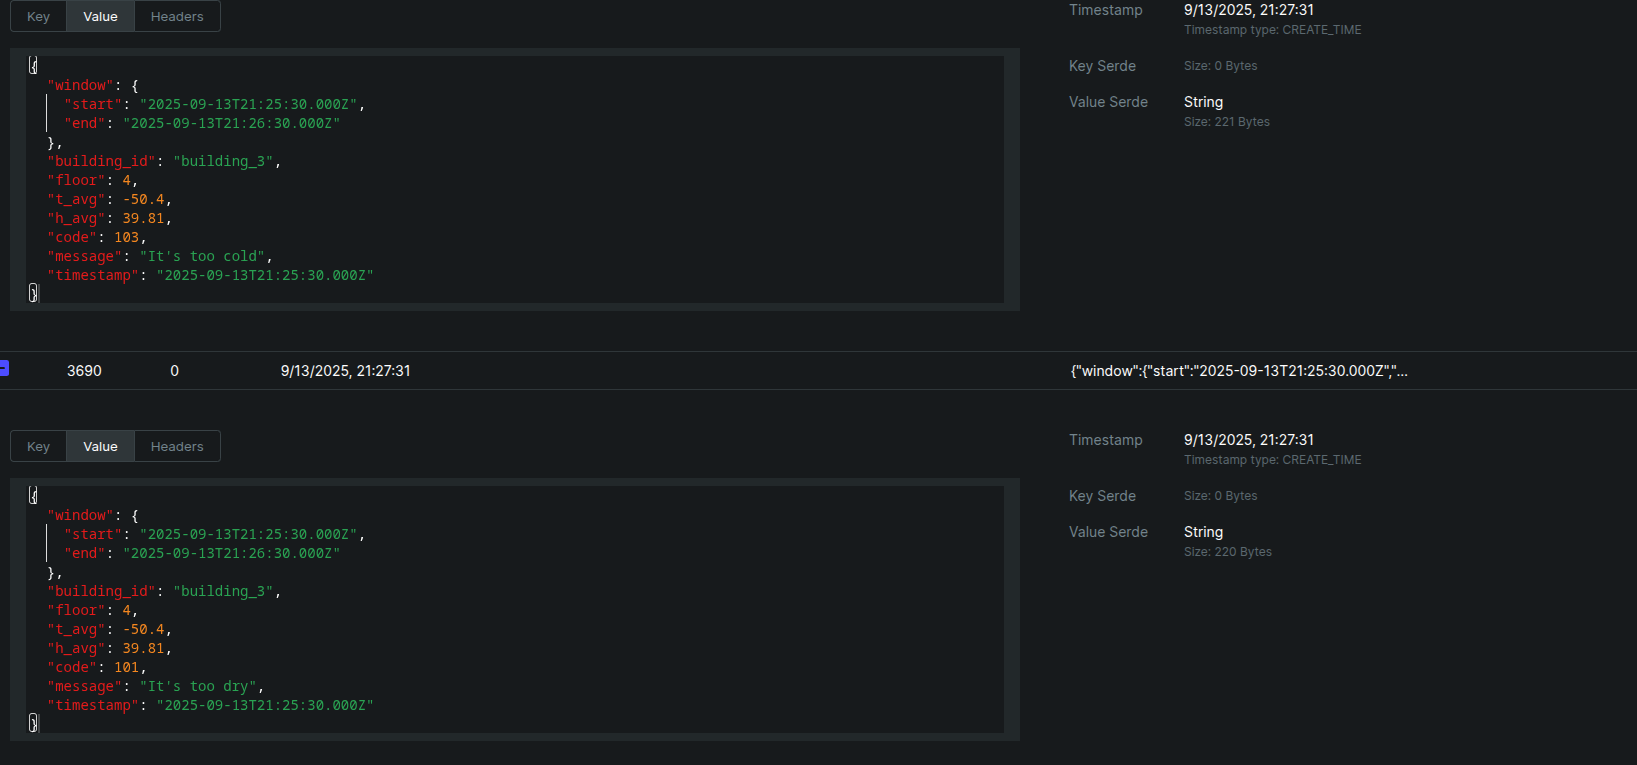 Key Value Headers
Timestamp 9/13/2025, 21:27:31
Timestamp type: CREATE_TIME
Key Serde Size: 0 Bytes
Value Serde String
Size: 221 Bytes
{
"window": {
"start": "2025-09-13T21:25:30.000Z",
"end": "2025-09-13T21:26:30.000Z"
},
"building_id": "building_3",
"floor": 4,
"t_avg": -50.4,
"h_avg": 39.81,
"code": 103,
"message": "It's too cold",
"timestamp": "2025-09-13T21:25:30.000Z"
}
3690 0 9/13/2025, 21:27:31 {"window":{"start":"2025-09-13T21:25:30.000Z","...
Key Value Headers
Timestamp 9/13/2025, 21:27:31
Timestamp type: CREATE_TIME
Key Serde Size: 0 Bytes
Value Serde String
Size: 220 Bytes
{
"window": {
"start": "2025-09-13T21:25:30.000Z",
"end": "2025-09-13T21:26:30.000Z"
},
"building_id": "building_3",
"floor": 4,
"t_avg": -50.4,
"h_avg": 39.81,
"code": 101,
"message": "It's too dry",
"timestamp": "2025-09-13T21:25:30.000Z"
}